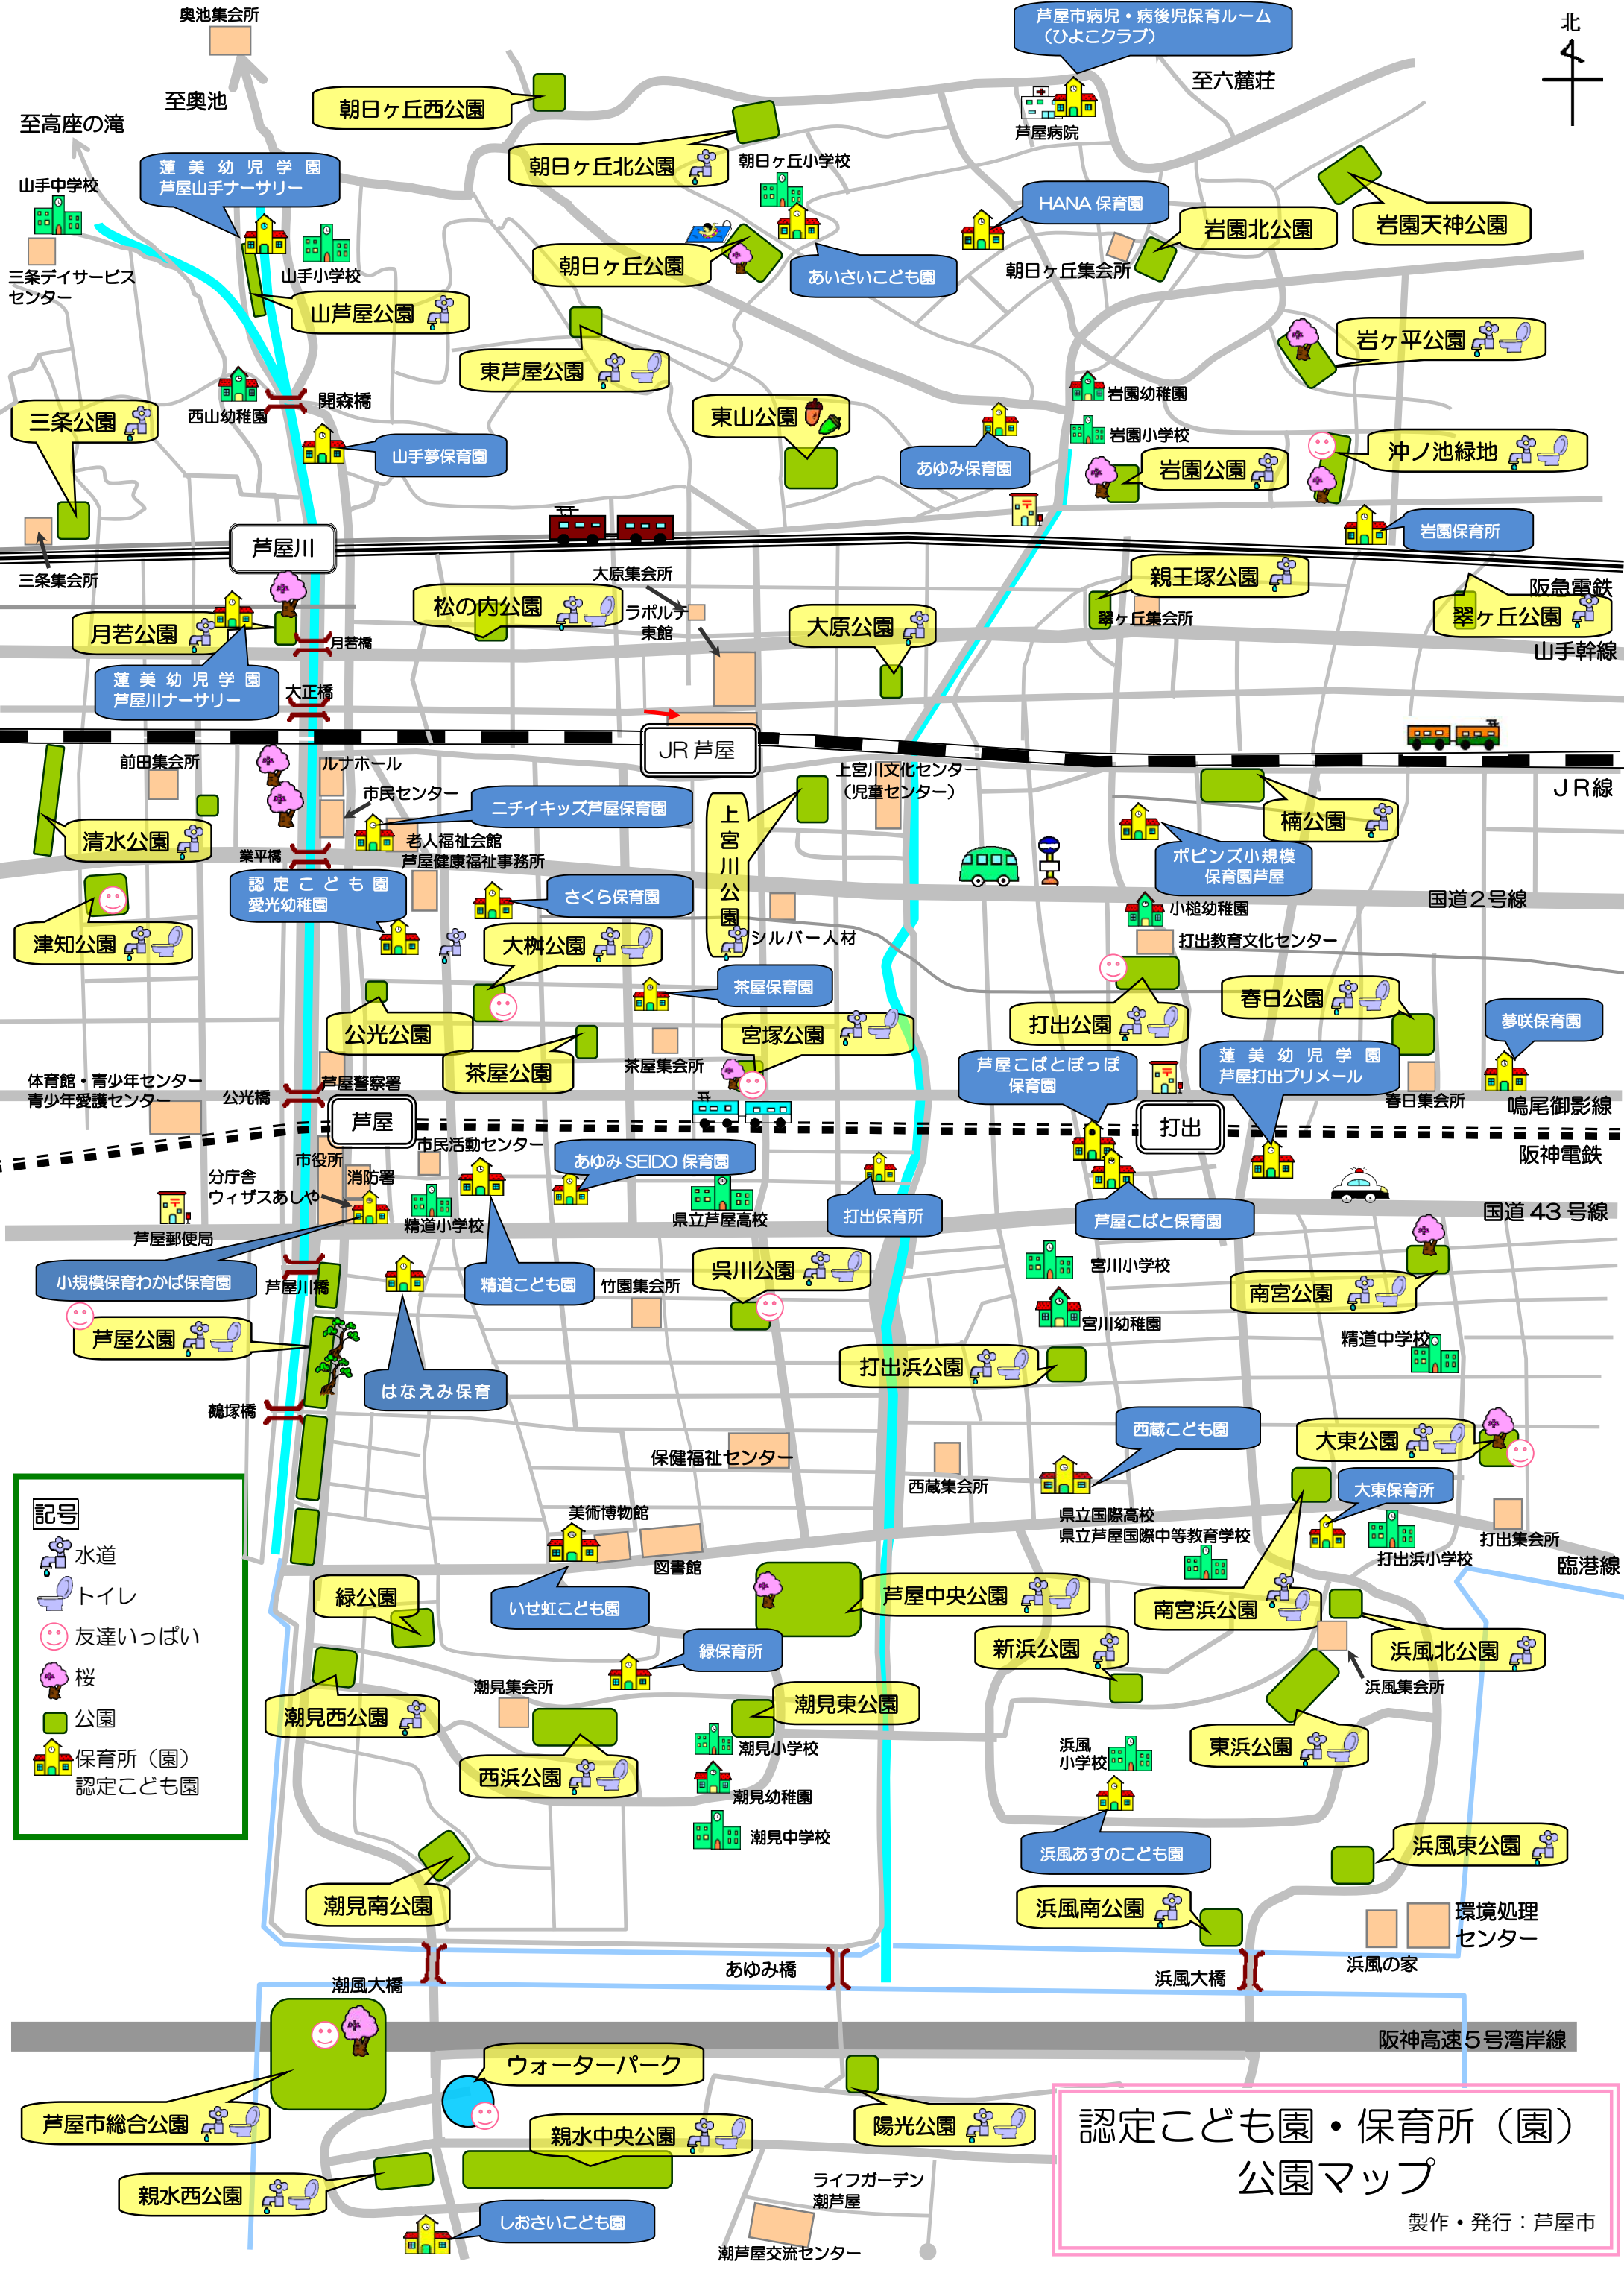 奥池集会所
芦屋市病児・病後児保育ルーム
（ひよこクラブ）
北
至奥池
至六麓荘
朝日ヶ丘西公園
至高座の滝
芦屋病院
朝日ヶ丘北公園
朝日ヶ丘小学校
蓮美幼児学園
芦屋山手ナーサリー
山手中学校
HANA 保育園
岩園北公園
岩園天神公園
三条デイサービス
センター
山手小学校
朝日ヶ丘公園
あいさいこども園
朝日ヶ丘集会所
山芦屋公園
岩ヶ平公園
東芦屋公園
西山幼稚園
開森橋
岩園幼稚園
三条公園
東山公園
岩園小学校
山手夢保育園
あゆみ保育園
岩園公園
沖ノ池緑地
岩園保育所
芦屋川
三条集会所
大原集会所
親王塚公園
阪急電鉄
松の内公園
ラポルテ
東館
大原公園
翠ヶ丘集会所
翠ヶ丘公園
月若公園
月若橋
山手幹線
蓮美幼児学園
芦屋川ナーサリー
大正橋
JR 芦屋
前田集会所
ルナホール
上宮川文化センター
（児童センター）
ＪＲ線
市民センター
ニチイキッズ芦屋保育園
上宮川公園
楠公園
清水公園
業平橋
老人福祉会館
芦屋健康福祉事務所
ポピンズ小規模
保育園芦屋
認定こども園
愛光幼稚園
さくら保育園
国道２号線
小槌幼稚園
津知公園
大桝公園
シルバー人材
打出教育文化センター
茶屋保育園
春日公園
公光公園
宮塚公園
打出公園
夢咲保育園
茶屋公園
茶屋集会所
芦屋こばとぽっぽ
保育園
蓮美幼児学園
芦屋打出プリメール
体育館・青少年センター
青少年愛護センター
公光橋
芦屋警察署
春日集会所
鳴尾御影線
芦屋
打出
阪神電鉄
市民活動センター
市役所
あゆみ SEIDO 保育園
分庁舎
ウィザスあしや
消防署
芦屋郵便局
精道小学校
県立芦屋高校
打出保育所
芦屋こばと保育園
国道 43 号線
小規模保育わかば保育園
芦屋川橋
精道こども園
竹園集会所
呉川公園
宮川小学校
南宮公園
芦屋公園
宮川幼稚園
精道中学校
はなえみ保育
打出浜公園
鵺塚橋
西蔵こども園
大東公園
保健福祉センター
西蔵集会所
大東保育所
記号
水道
トイレ
友達いっぱい
桜
公園
保育所（園）
認定こども園
美術博物館
図書館
県立国際高校
県立芦屋国際中等教育学校
打出浜小学校
打出集会所
臨港線
緑公園
いせ虹こども園
芦屋中央公園
南宮浜公園
新浜公園
浜風北公園
緑保育所
潮見集会所
浜風集会所
潮見西公園
潮見東公園
東浜公園
潮見小学校
浜風
小学校
西浜公園
潮見幼稚園
潮見中学校
浜風あすのこども園
浜風東公園
潮見南公園
浜風南公園
環境処理
センター
浜風の家
潮風大橋
あゆみ橋
浜風大橋
阪神高速５号湾岸線
ウォーターパーク
芦屋市総合公園
親水中央公園
陽光公園
親水西公園
ライフガーデン
潮芦屋
しおさいこども園
潮芦屋交流センター
認定こども園・保育所（園）
公園マップ
製作・発行：芦屋市